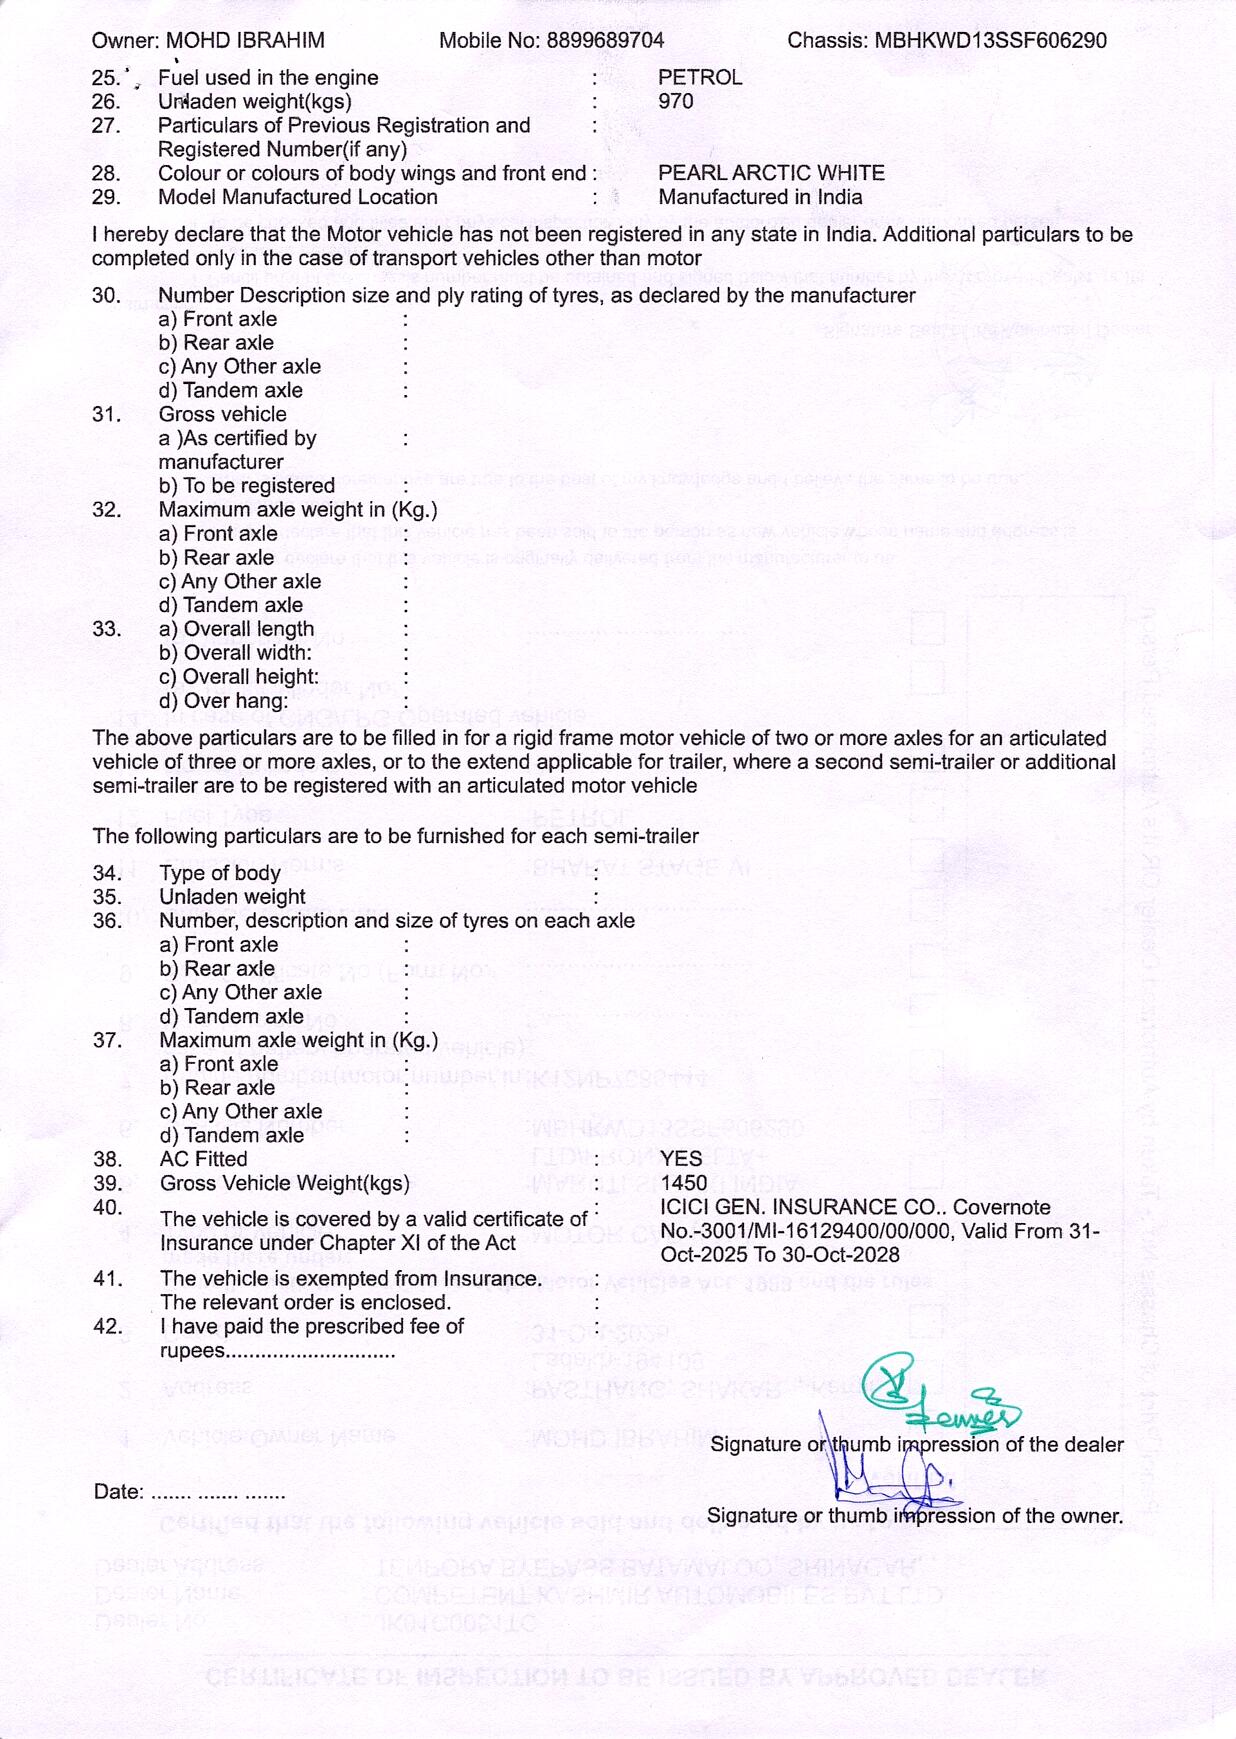 Owner: MOHD IBRAHIM Mobile No: 8899689704 Chassis: MBHKWD13SSF606290
25. Fuel used in the engine : PETROL
26. Unladen weight(kgs) : 970
27. Particulars of Previous Registration and :
Registered Number(if any)
28. Colour or colours of body wings and front end : PEARL ARCTIC WHITE
29. Model Manufactured Location : Manufactured in India
I hereby declare that the Motor vehicle has not been registered in any state in India. Additional particulars to be
completed only in the case of transport vehicles other than motor
30. Number Description size and ply rating of tyres, as declared by the manufacturer
a) Front axle :
b) Rear axle :
c) Any Other axle :
d) Tandem axle :
31. Gross vehicle
a )As certified by :
manufacturer
b) To be registered :
32. Maximum axle weight in (Kg.)
a) Front axle :
b) Rear axle :
c) Any Other axle :
d) Tandem axle :
33. a) Overall length :
b) Overall width: :
c) Overall height: :
d) Over hang: :
The above particulars are to be filled in for a rigid frame motor vehicle of two or more axles for an articulated
vehicle of three or more axles, or to the extend applicable for trailer, where a second semi-trailer or additional
semi-trailer are to be registered with an articulated motor vehicle
The following particulars are to be furnished for each semi-trailer
34. Type of body :
35. Unladen weight :
36. Number, description and size of tyres on each axle
a) Front axle :
b) Rear axle :
c) Any Other axle :
d) Tandem axle :
37. Maximum axle weight in (Kg.)
a) Front axle :
b) Rear axle :
c) Any Other axle :
d) Tandem axle :
38. AC Fitted : YES
39. Gross Vehicle Weight(kgs) : 1450
40. The vehicle is covered by a valid certificate of : ICICI GEN. INSURANCE CO.. Covernote
Insurance under Chapter XI of the Act No.-3001/MI-16129400/00/000, Valid From 31-
Oct-2025 To 30-Oct-2028
41. The vehicle is exempted from Insurance. :
The relevant order is enclosed. :
42. I have paid the prescribed fee of :
rupees.............................
Signature or thumb impression of the dealer
Date: ....... ....... .......
Signature or thumb impression of the owner.